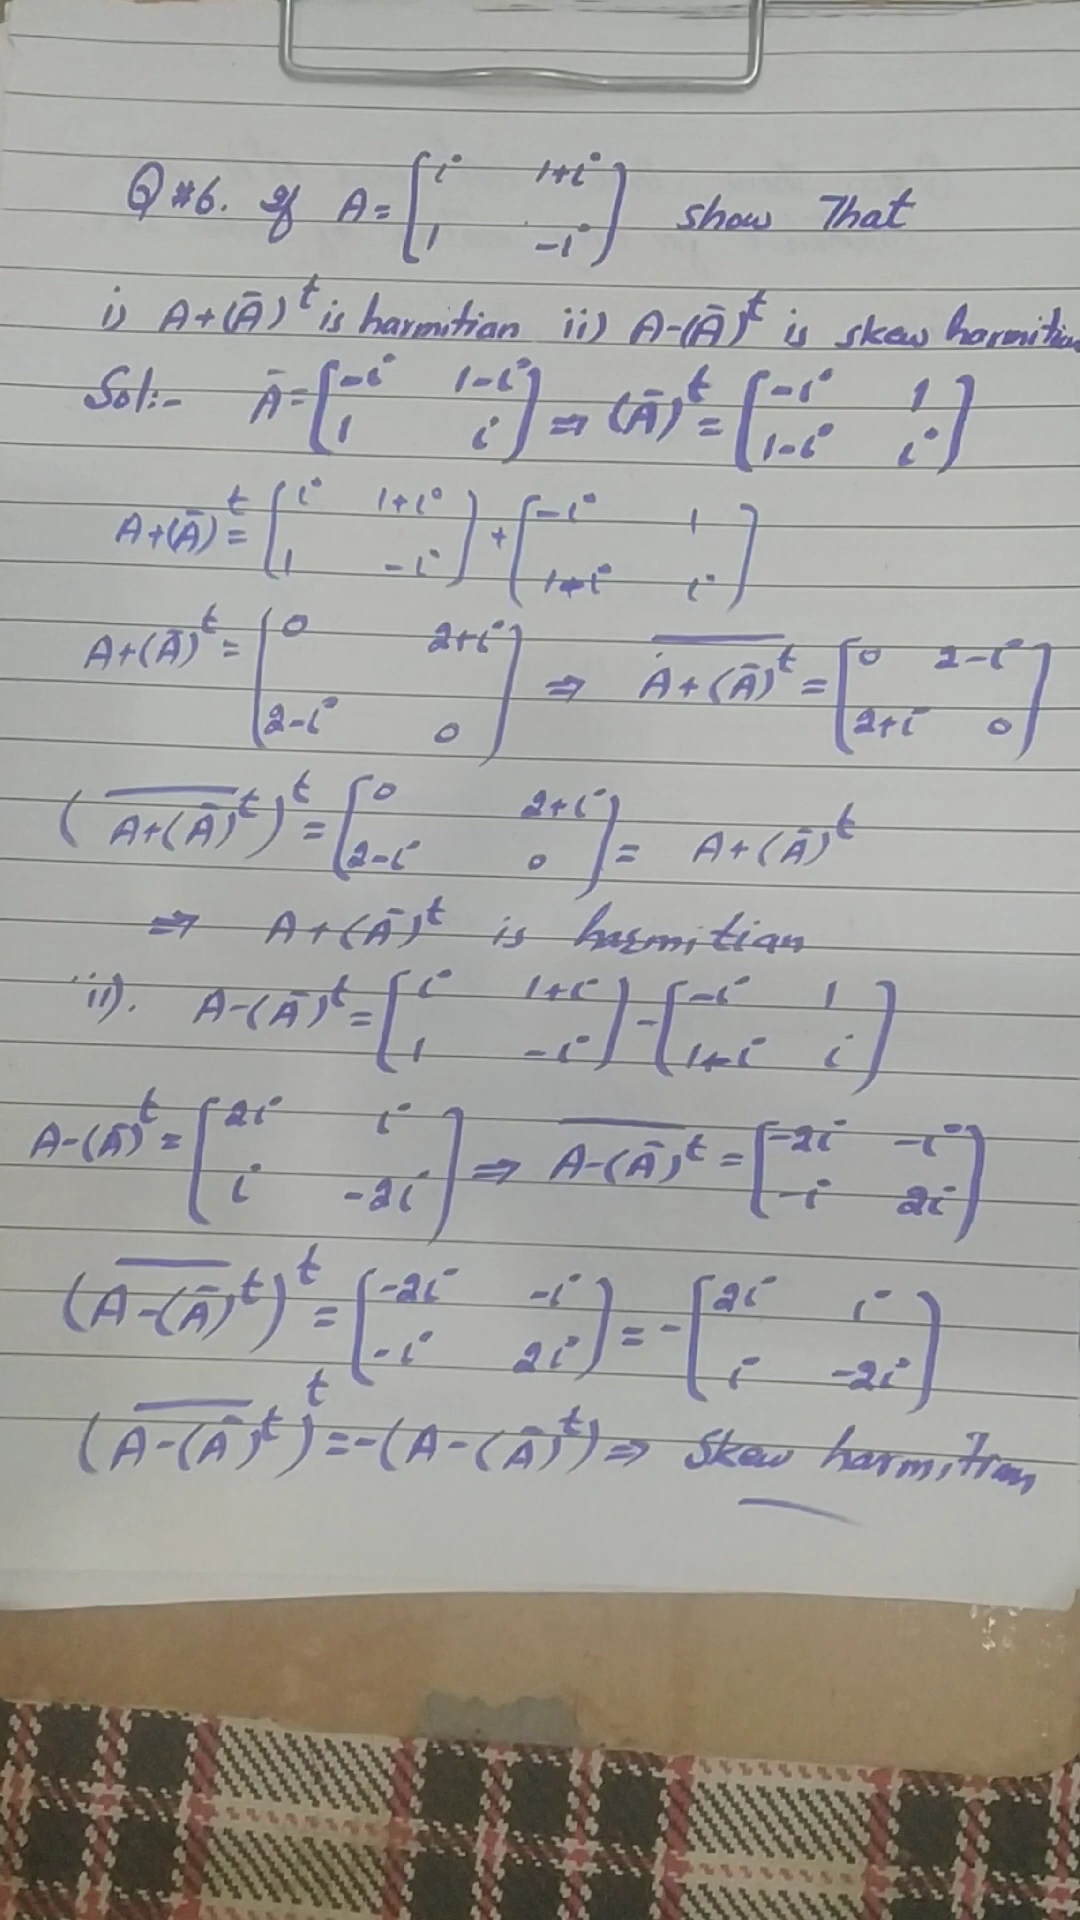 Q#6. If A = [i 1+i; 1 -i] show That
i) A+(Ā)^t is harmitian ii) A-(Ā)^t is skew harmitian
Sol:- Ā = [-i 1-i; 1 i] ⇒ (Ā)^t = [-i 1; 1-i i]
A+(Ā)^t = [i 1+i; 1 -i] + [-i 1; 1-i i]
A+(Ā)^t = [0 2+i; 2-i 0] ⇒ \overline{A+(Ā)^t} = [0 2-i; 2+i 0]
(\overline{A+(Ā)^t})^t = [0 2+i; 2-i 0] = A+(Ā)^t
⇒ A+(Ā)^t is harmitian
ii). A-(Ā)^t = [i 1+i; 1 -i] - [-i 1; 1-i i]
A-(Ā)^t = [2i i; i -2i] ⇒ \overline{A-(Ā)^t} = [-2i -i; -i 2i]
(\overline{A-(Ā)^t})^t = [-2i -i; -i 2i] = -[2i i; i -2i]
(\overline{A-(Ā)^t})^t = -(A-(Ā)^t) ⇒ Skew harmitian